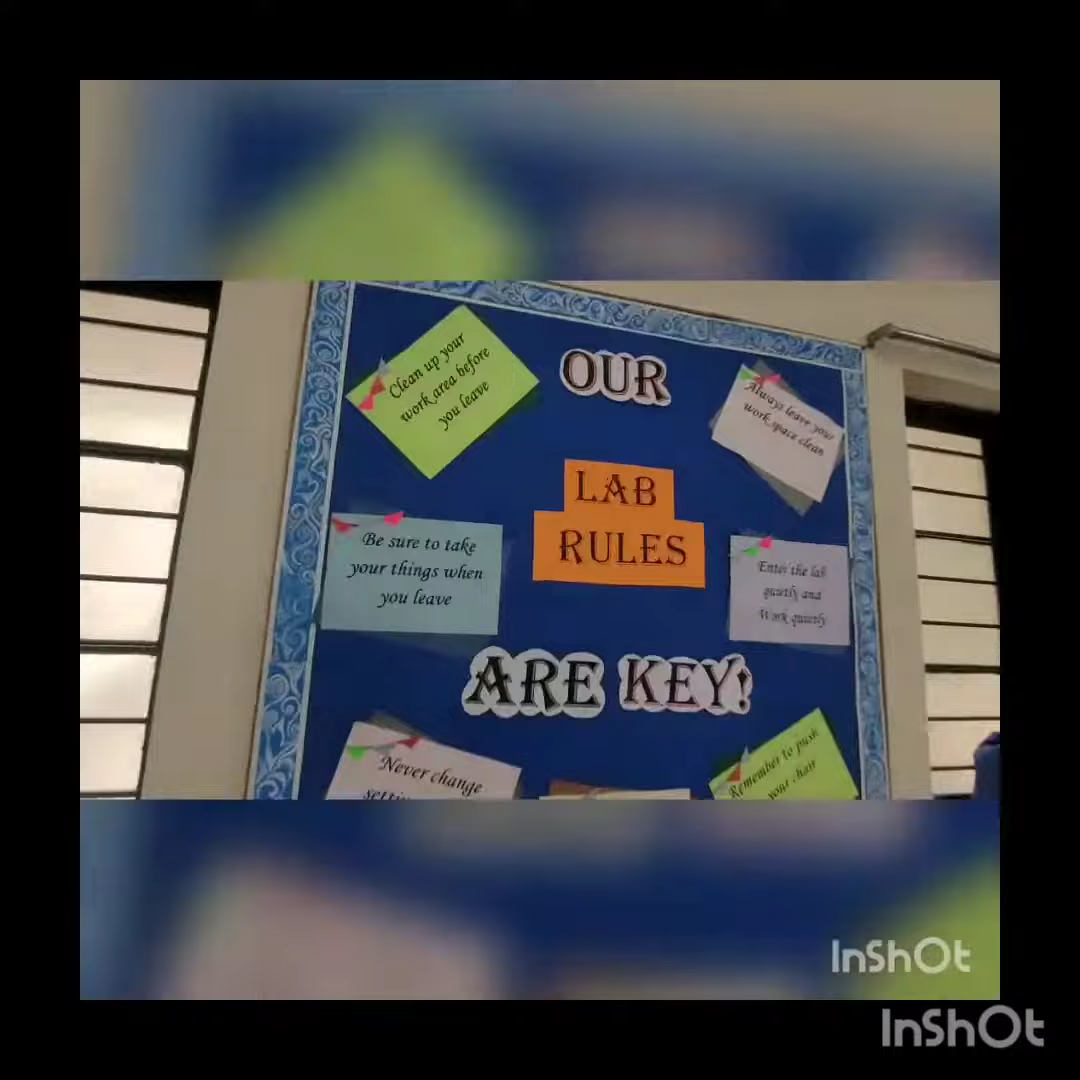 Clean up your
work area before
you leave
OUR
Always leave your
work space clean
LAB
RULES
Be sure to take
your things when
you leave
Enter the lab
quietly and
Work quietly
ARE KEY!
Never change
Remember to push
your chair
InShOt
InShOt